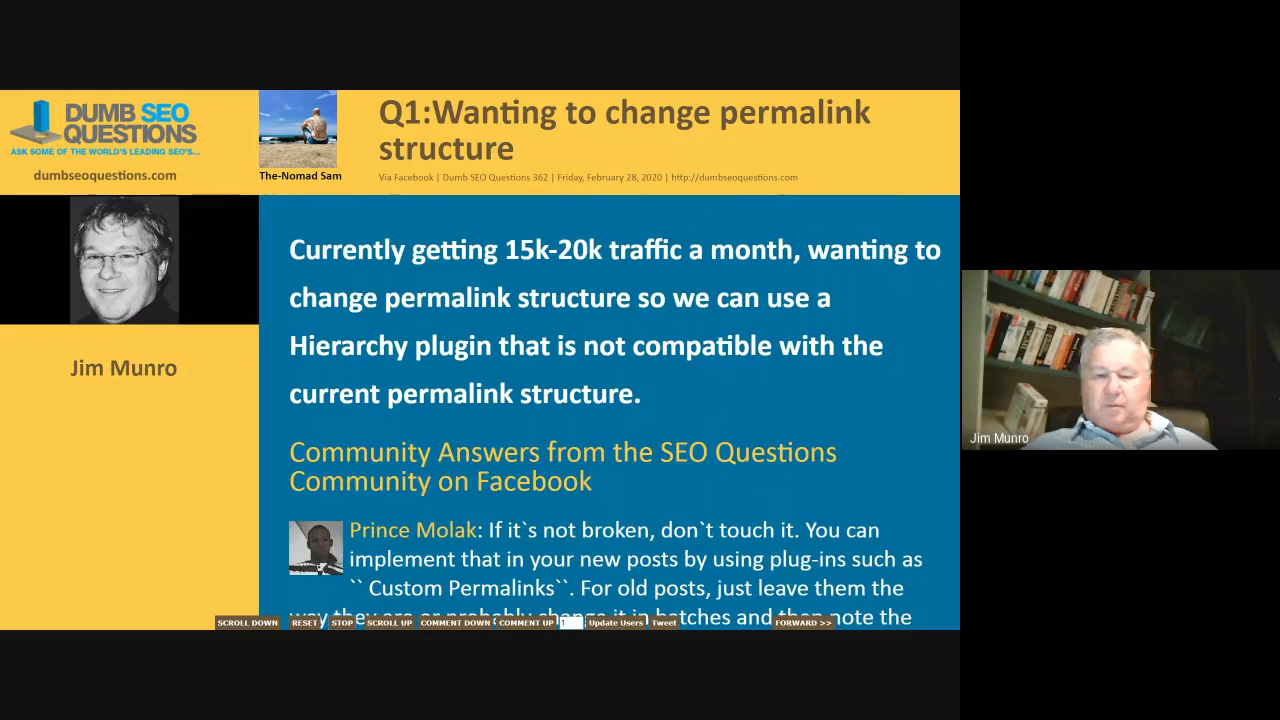 DUMB SEO
QUESTIONS
ASK SOME OF THE WORLD'S LEADING SEO'S...
dumbseoquestions.com
The-Nomad Sam
Q1:Wanting to change permalink
structure
Via Facebook | Dumb SEO Questions 362 | Friday, February 28, 2020 | http://dumbseoquestions.com
Jim Munro
Currently getting 15k-20k traffic a month, wanting to
change permalink structure so we can use a
Hierarchy plugin that is not compatible with the
current permalink structure.
Community Answers from the SEO Questions
Community on Facebook
Prince Molak: If it`s not broken, don`t touch it. You can
implement that in your new posts by using plug-ins such as
`` Custom Permalinks``. For old posts, just leave them the
way they are or probably change it in batches and then note the
SCROLL DOWN RESET STOP SCROLL UP COMMENT DOWN COMMENT UP 1 Update Users Tweet FORWARD >>
Jim Munro